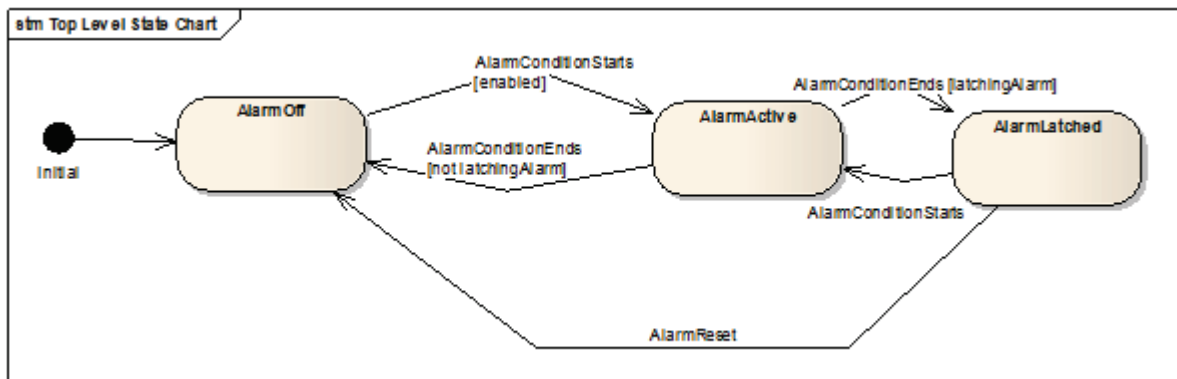 stm Top Level State Chart
AlarmConditionStarts
[enabled]
AlarmConditionEnds [latchingAlarm]
AlarmOff
AlarmActive
AlarmLatched
Initial
AlarmConditionEnds
[not latchingAlarm]
AlarmConditionStarts
AlarmReset